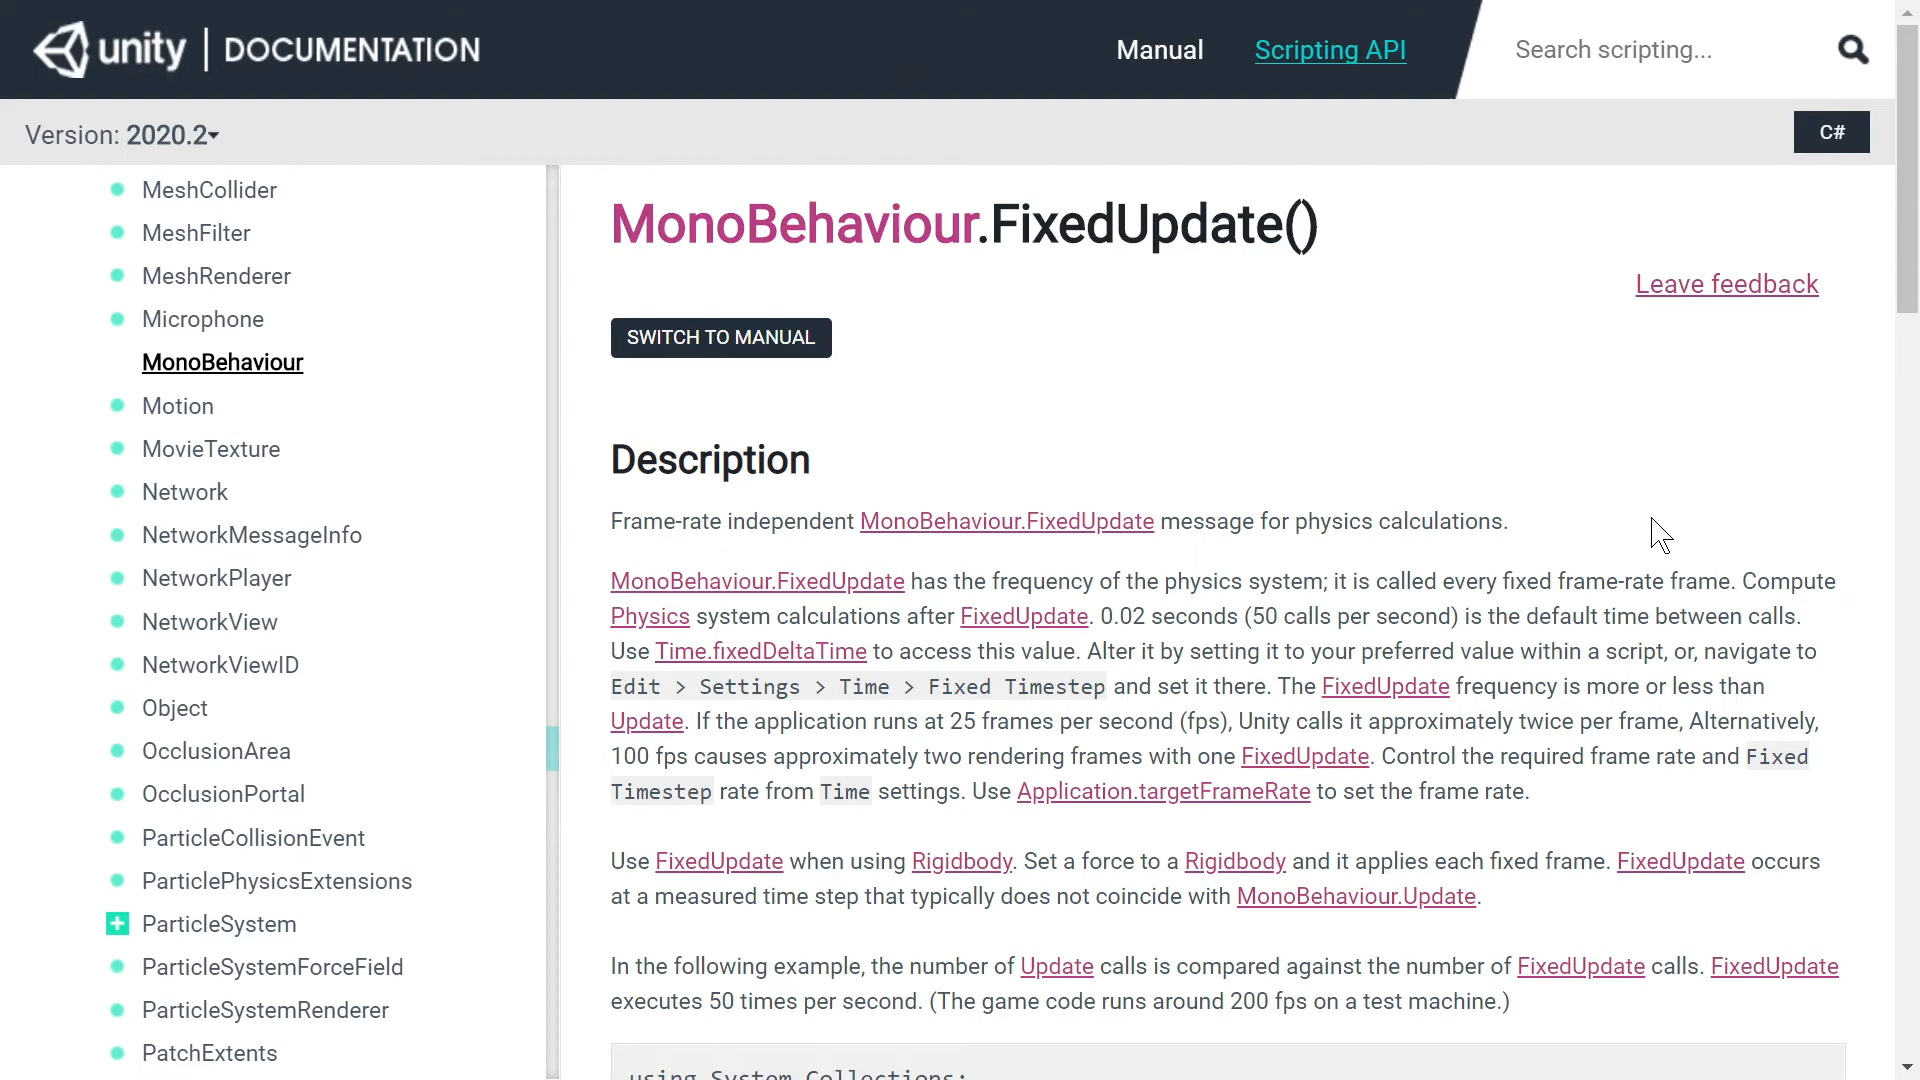 unity | DOCUMENTATION
Manual
Scripting API
Search scripting...
Version: 2020.2
C#
MeshCollider
MeshFilter
MeshRenderer
Microphone
MonoBehaviour
Motion
MovieTexture
Network
NetworkMessageInfo
NetworkPlayer
NetworkView
NetworkViewID
Object
OcclusionArea
OcclusionPortal
ParticleCollisionEvent
ParticlePhysicsExtensions
ParticleSystem
ParticleSystemForceField
ParticleSystemRenderer
PatchExtents
MonoBehaviour.FixedUpdate()
Leave feedback
SWITCH TO MANUAL
Description
Frame-rate independent MonoBehaviour.FixedUpdate message for physics calculations.
MonoBehaviour.FixedUpdate has the frequency of the physics system; it is called every fixed frame-rate frame. Compute
Physics system calculations after FixedUpdate. 0.02 seconds (50 calls per second) is the default time between calls.
Use Time.fixedDeltaTime to access this value. Alter it by setting it to your preferred value within a script, or, navigate to
Edit > Settings > Time > Fixed Timestep and set it there. The FixedUpdate frequency is more or less than
Update. If the application runs at 25 frames per second (fps), Unity calls it approximately twice per frame, Alternatively,
100 fps causes approximately two rendering frames with one FixedUpdate. Control the required frame rate and Fixed
Timestep rate from Time settings. Use Application.targetFrameRate to set the frame rate.
Use FixedUpdate when using Rigidbody. Set a force to a Rigidbody and it applies each fixed frame. FixedUpdate occurs
at a measured time step that typically does not coincide with MonoBehaviour.Update.
In the following example, the number of Update calls is compared against the number of FixedUpdate calls. FixedUpdate
executes 50 times per second. (The game code runs around 200 fps on a test machine.)
using System.Collections;